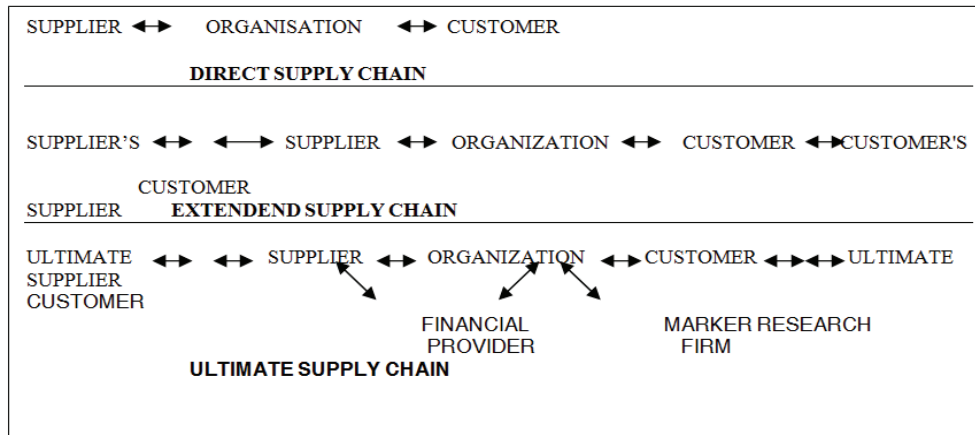 SUPPLIER ORGANISATION CUSTOMER
DIRECT SUPPLY CHAIN
SUPPLIER'S SUPPLIER ORGANIZATION CUSTOMER CUSTOMER'S
CUSTOMER
SUPPLIER EXTENDEND SUPPLY CHAIN
ULTIMATE SUPPLIER ORGANIZATION CUSTOMER ULTIMATE
SUPPLIER
CUSTOMER
FINANCIAL MARKER RESEARCH
PROVIDER FIRM
ULTIMATE SUPPLY CHAIN